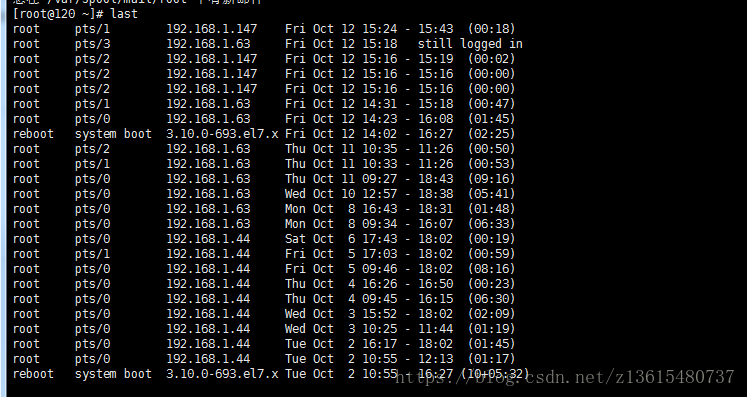 [root@120 ~]# last
root     pts/1        192.168.1.147    Fri Oct 12 15:24 - 15:43  (00:18)
root     pts/3        192.168.1.63     Fri Oct 12 15:18   still logged in
root     pts/2        192.168.1.147    Fri Oct 12 15:16 - 15:19  (00:02)
root     pts/2        192.168.1.147    Fri Oct 12 15:16 - 15:16  (00:00)
root     pts/2        192.168.1.147    Fri Oct 12 15:16 - 15:16  (00:00)
root     pts/1        192.168.1.63     Fri Oct 12 14:31 - 15:18  (00:47)
root     pts/0        192.168.1.63     Fri Oct 12 14:23 - 16:08  (01:45)
reboot   system boot  3.10.0-693.el7.x Fri Oct 12 14:02 - 16:27  (02:25)
root     pts/2        192.168.1.63     Thu Oct 11 10:35 - 11:26  (00:50)
root     pts/1        192.168.1.63     Thu Oct 11 10:33 - 11:26  (00:53)
root     pts/0        192.168.1.63     Thu Oct 11 09:27 - 18:43  (09:16)
root     pts/0        192.168.1.63     Wed Oct 10 12:57 - 18:38  (05:41)
root     pts/0        192.168.1.63     Mon Oct  8 16:43 - 18:31  (01:48)
root     pts/0        192.168.1.63     Mon Oct  8 09:34 - 16:07  (06:33)
root     pts/0        192.168.1.44     Sat Oct  6 17:43 - 18:02  (00:19)
root     pts/1        192.168.1.44     Fri Oct  5 17:03 - 18:02  (00:59)
root     pts/0        192.168.1.44     Fri Oct  5 09:46 - 18:02  (08:16)
root     pts/0        192.168.1.44     Thu Oct  4 16:26 - 16:50  (00:23)
root     pts/0        192.168.1.44     Thu Oct  4 09:45 - 16:15  (06:30)
root     pts/0        192.168.1.44     Wed Oct  3 15:52 - 18:02  (02:09)
root     pts/0        192.168.1.44     Wed Oct  3 10:25 - 11:44  (01:19)
root     pts/0        192.168.1.44     Tue Oct  2 16:17 - 18:02  (01:45)
root     pts/0        192.168.1.44     Tue Oct  2 10:55 - 12:13  (01:17)
reboot   system boot  3.10.0-693.el7.x Tue Oct  2 10:55 - 16:27 (10+05:32)
https://blog.csdn.net/z13615480737